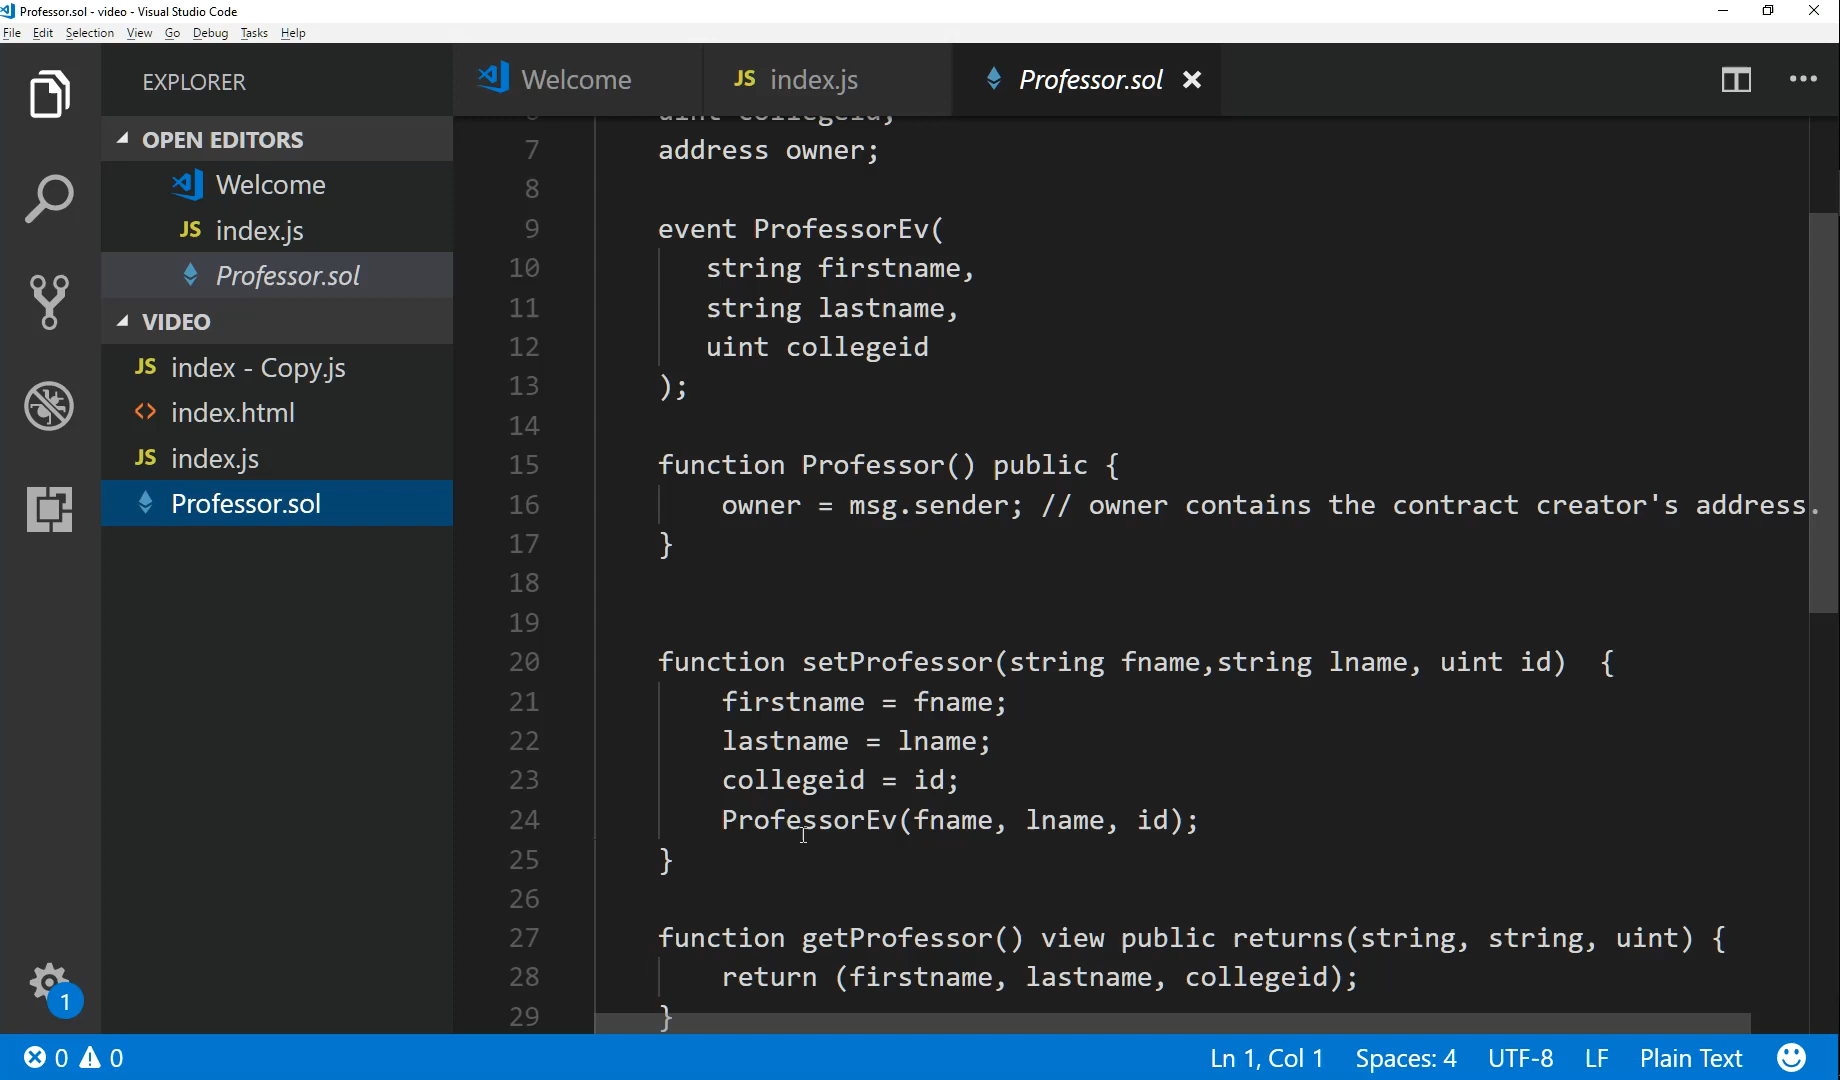 Professor.sol - video - Visual Studio Code
File Edit Selection View Go Debug Tasks Help
EXPLORER
OPEN EDITORS
Welcome
JS index.js
Professor.sol
VIDEO
JS index - Copy.js
<> index.html
JS index.js
Professor.sol
1
Welcome
JS index.js
Professor.sol
uint collegeid;
7 address owner;
8
9 event ProfessorEv(
10 string firstname,
11 string lastname,
12 uint collegeid
13 );
14
15 function Professor() public {
16 owner = msg.sender; // owner contains the contract creator's address.
17 }
18
19
20 function setProfessor(string fname,string lname, uint id)  {
21 firstname = fname;
22 lastname = lname;
23 collegeid = id;
24 ProfessorEv(fname, lname, id);
25 }
26
27 function getProfessor() view public returns(string, string, uint) {
28 return (firstname, lastname, collegeid);
29 }
0 0 Ln 1, Col 1 Spaces: 4 UTF-8 LF Plain Text